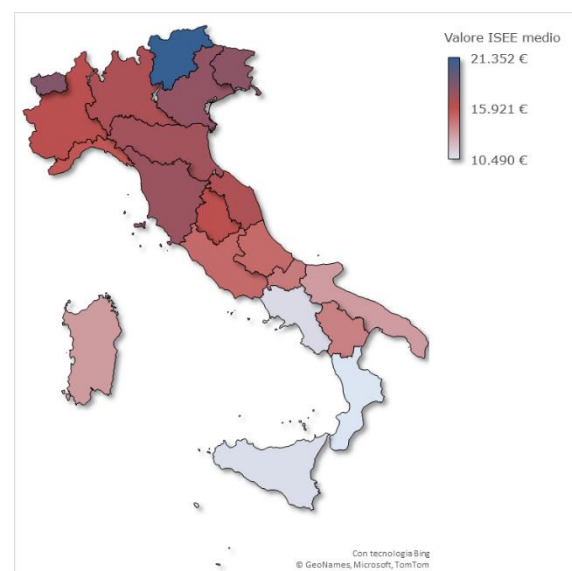 Valore ISEE medio
21.352 €
15.921 €
10.490 €
Con tecnologia Bing
© GeoNames, Microsoft, TomTom